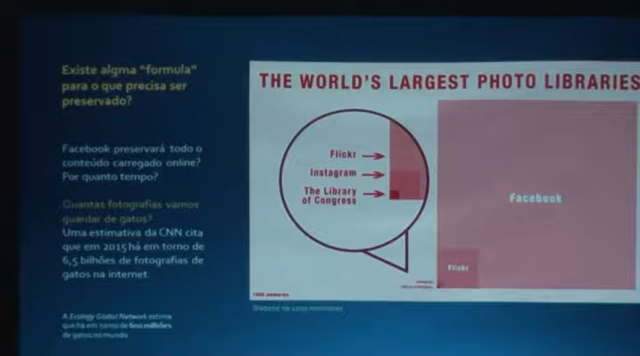 Existe algma "formula"
para o que precisa ser
preservado?
Facebook preservará todo o
conteúdo carregado online?
Por quanto tempo?
Quantas fotografias vamos
guardar de gatos?
Uma estimativa da CNN cita
que em 2015 há em torno de
6,5 bilhões de fotografias de
gatos na internet.
A Ecology Global Network estima
que há em torno de 600 milhões
de gatos no mundo
THE WORLD'S LARGEST PHOTO LIBRARIES
Flickr
Instagram
The Library
of Congress
Facebook
Flickr